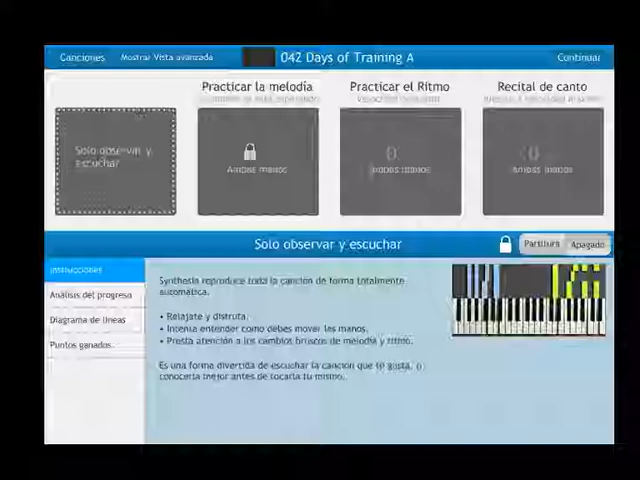 Canciones
Mostrar Vista avanzada
042 Days of Training A
Continuar
Practicar la melodía
Practicar el Ritmo
Recital de canto
Solo observar y
escuchar
Ambas manos
0
Ambas manos
0
Ambas manos
Solo observar y escuchar
Partitura
Apagado
Instrucciones
Análisis del progreso
Diagrama de líneas
Puntos ganados.
Synthesia reproduce toda la canción de forma totalmente
automática.
• Relajate y disfruta.
• Intenta entender como debes mover las manos.
• Presta atención a los cambios bruscos de melodía y ritmo.
Es una forma divertida de escuchar la canción que te gusta, o
conocerla mejor antes de tocarla tu mismo.